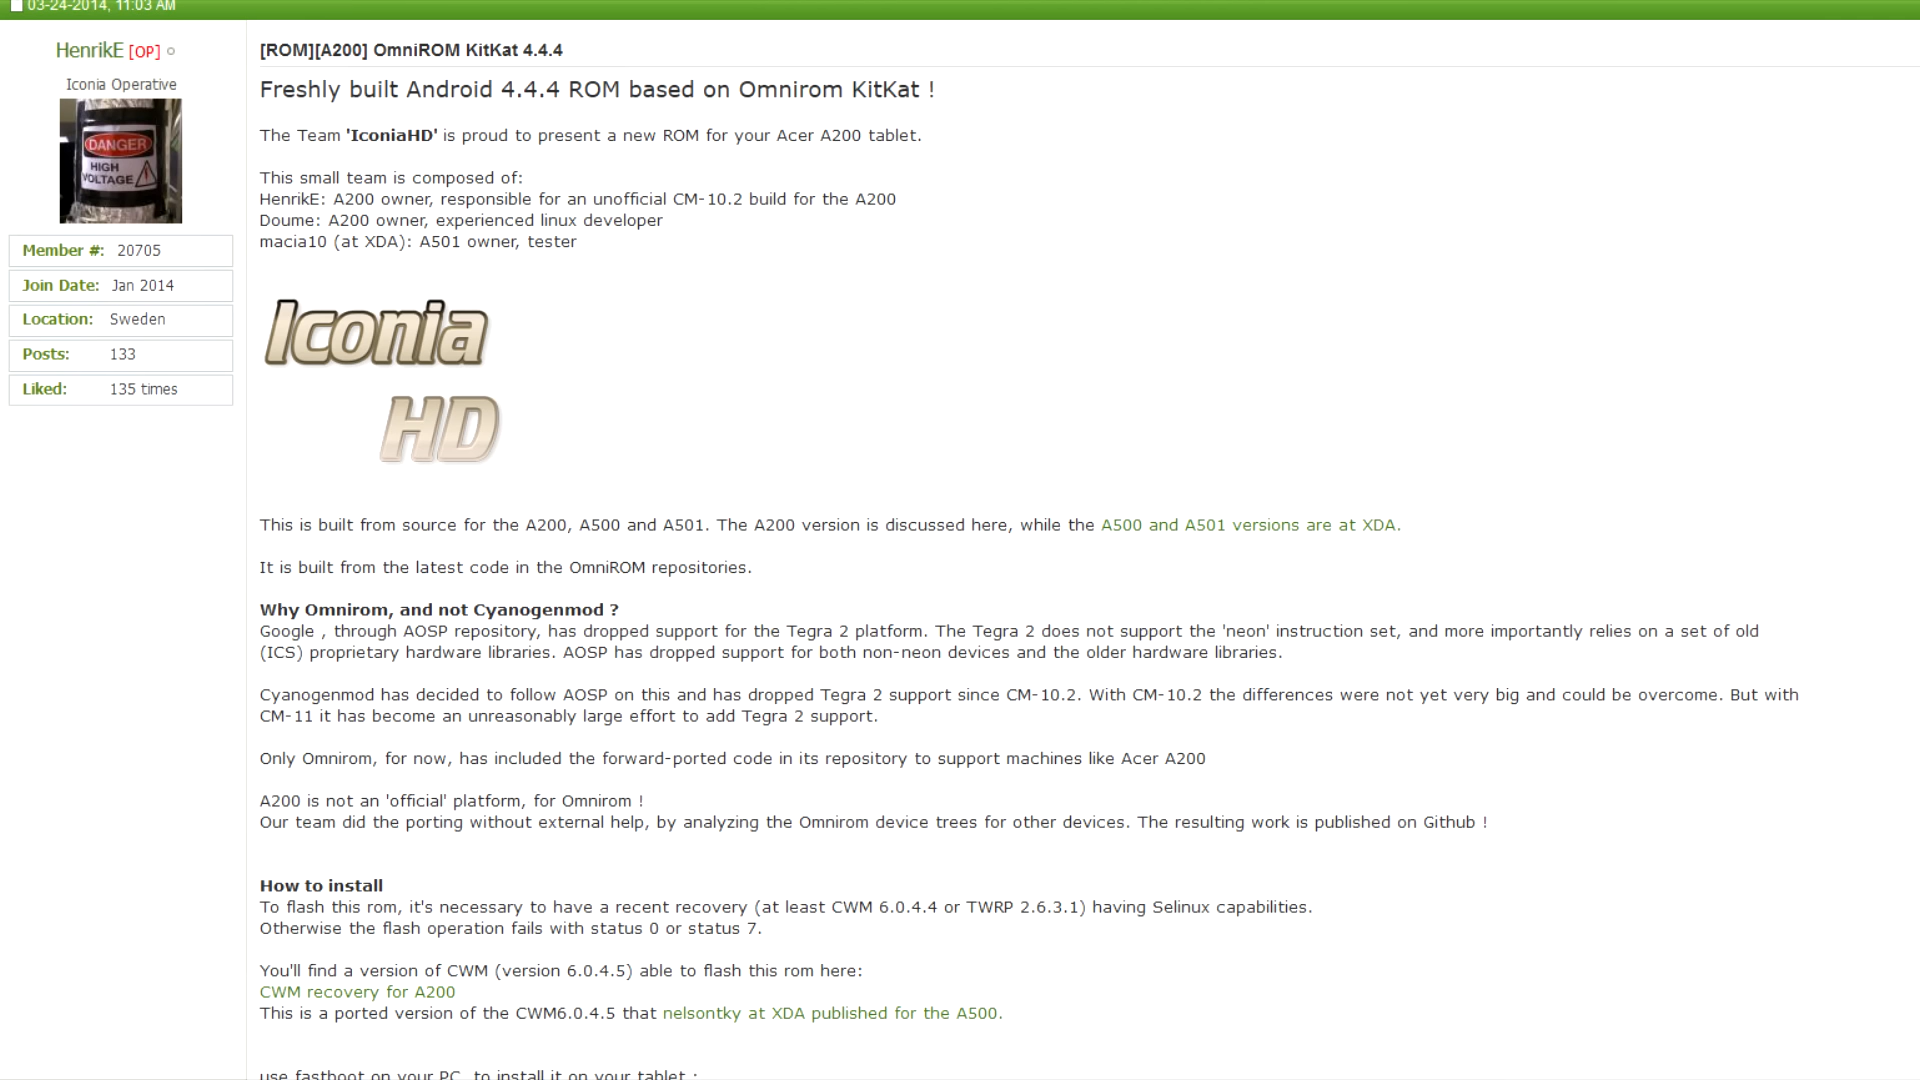 03-24-2014, 11:03 AM
HenrikE [OP]
Iconia Operative
DANGER
HIGH
VOLTAGE
Member #: 20705
Join Date: Jan 2014
Location: Sweden
Posts: 133
Liked: 135 times
[ROM][A200] OmniROM KitKat 4.4.4
Freshly built Android 4.4.4 ROM based on Omnirom KitKat !
The Team 'IconiaHD' is proud to present a new ROM for your Acer A200 tablet.
This small team is composed of:
HenrikE: A200 owner, responsible for an unofficial CM-10.2 build for the A200
Doume: A200 owner, experienced linux developer
macia10 (at XDA): A501 owner, tester
Iconia
HD
This is built from source for the A200, A500 and A501. The A200 version is discussed here, while the A500 and A501 versions are at XDA.
It is built from the latest code in the OmniROM repositories.
Why Omnirom, and not Cyanogenmod ?
Google , through AOSP repository, has dropped support for the Tegra 2 platform. The Tegra 2 does not support the 'neon' instruction set, and more importantly relies on a set of old
(ICS) proprietary hardware libraries. AOSP has dropped support for both non-neon devices and the older hardware libraries.
Cyanogenmod has decided to follow AOSP on this and has dropped Tegra 2 support since CM-10.2. With CM-10.2 the differences were not yet very big and could be overcome. But with
CM-11 it has become an unreasonably large effort to add Tegra 2 support.
Only Omnirom, for now, has included the forward-ported code in its repository to support machines like Acer A200
A200 is not an 'official' platform, for Omnirom !
Our team did the porting without external help, by analyzing the Omnirom device trees for other devices. The resulting work is published on Github !
How to install
To flash this rom, it's necessary to have a recent recovery (at least CWM 6.0.4.4 or TWRP 2.6.3.1) having Selinux capabilities.
Otherwise the flash operation fails with status 0 or status 7.
You'll find a version of CWM (version 6.0.4.5) able to flash this rom here:
CWM recovery for A200
This is a ported version of the CWM6.0.4.5 that nelsontky at XDA published for the A500.
use fastboot on your PC, to install it on your tablet :